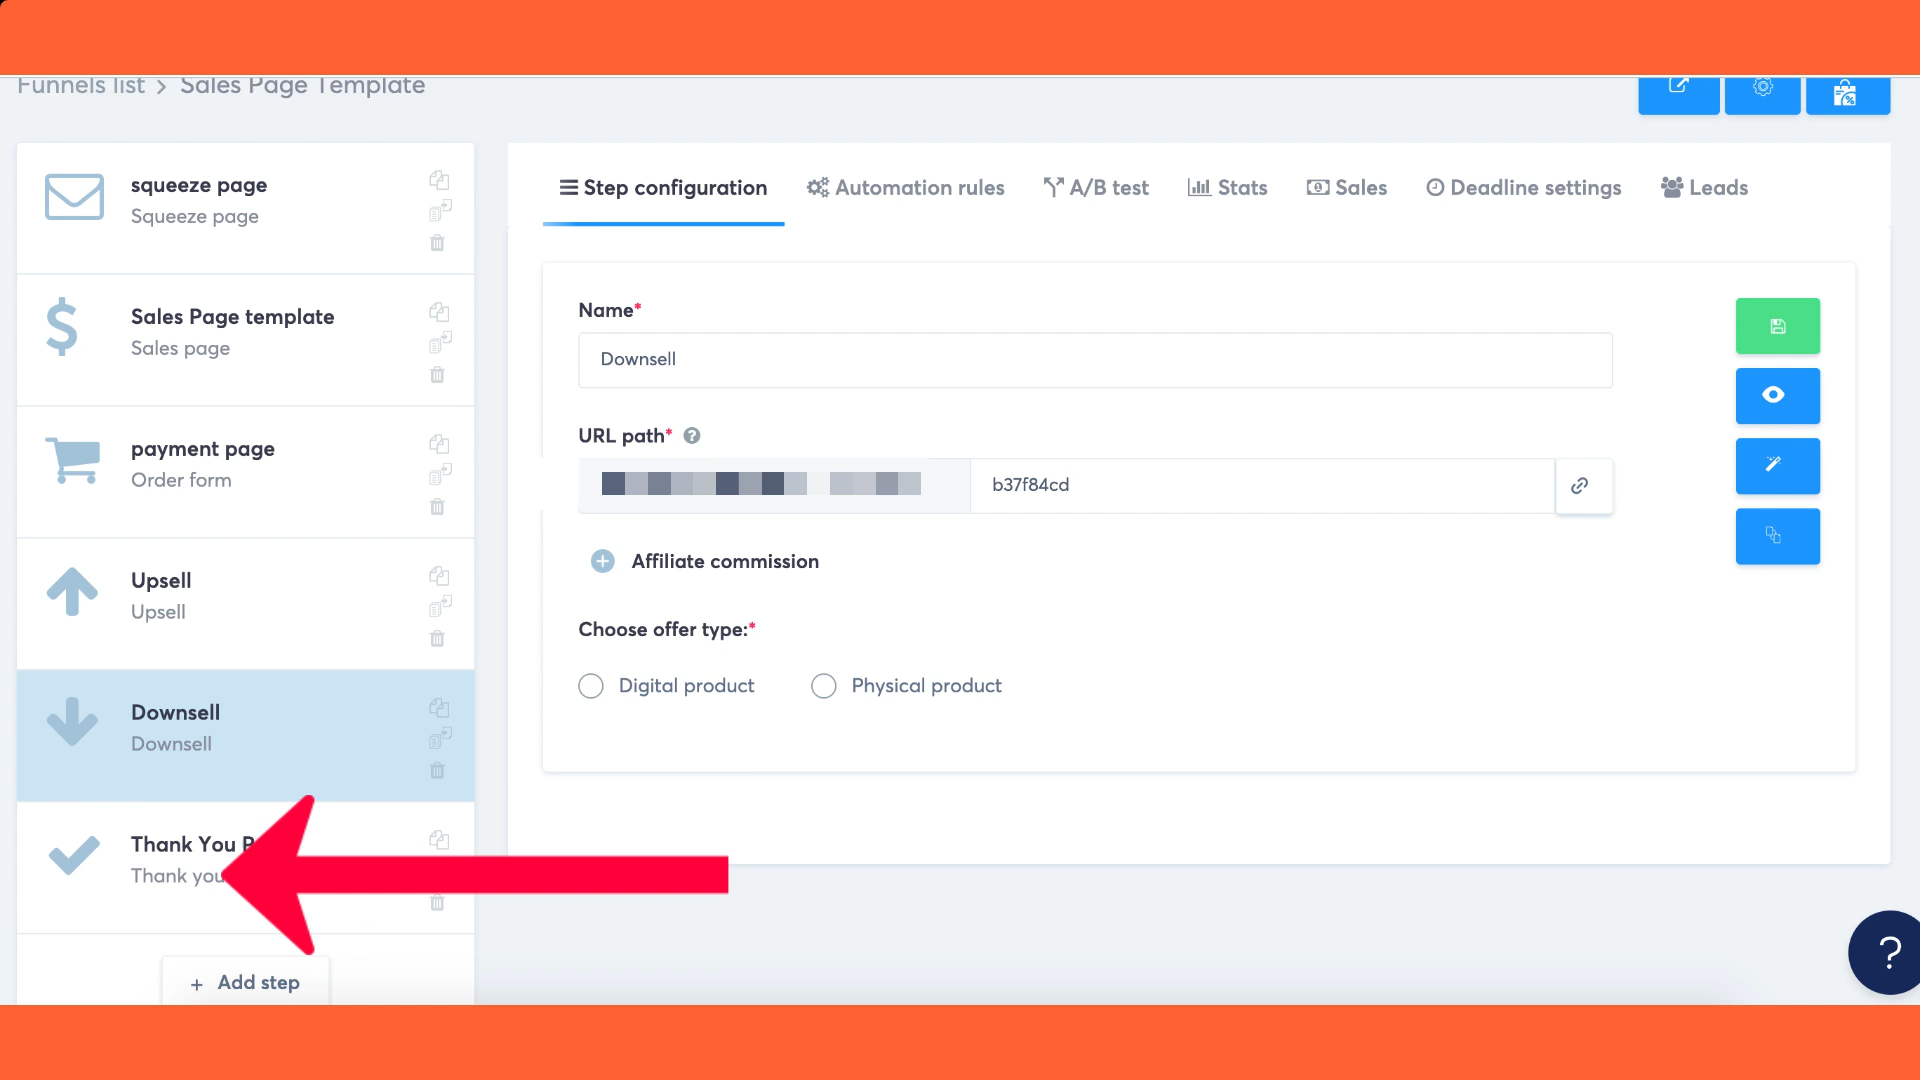 Funnels list > Sales Page Template
squeeze page
Squeeze page
Sales Page template
Sales page
payment page
Order form
Upsell
Upsell
Downsell
Downsell
Thank You
Thank you
+ Add step
Step configuration
Automation rules
A/B test
Stats
Sales
Deadline settings
Leads
Name*
Downsell
URL path* ?
b37f84cd
+ Affiliate commission
Choose offer type:*
Digital product
Physical product
?